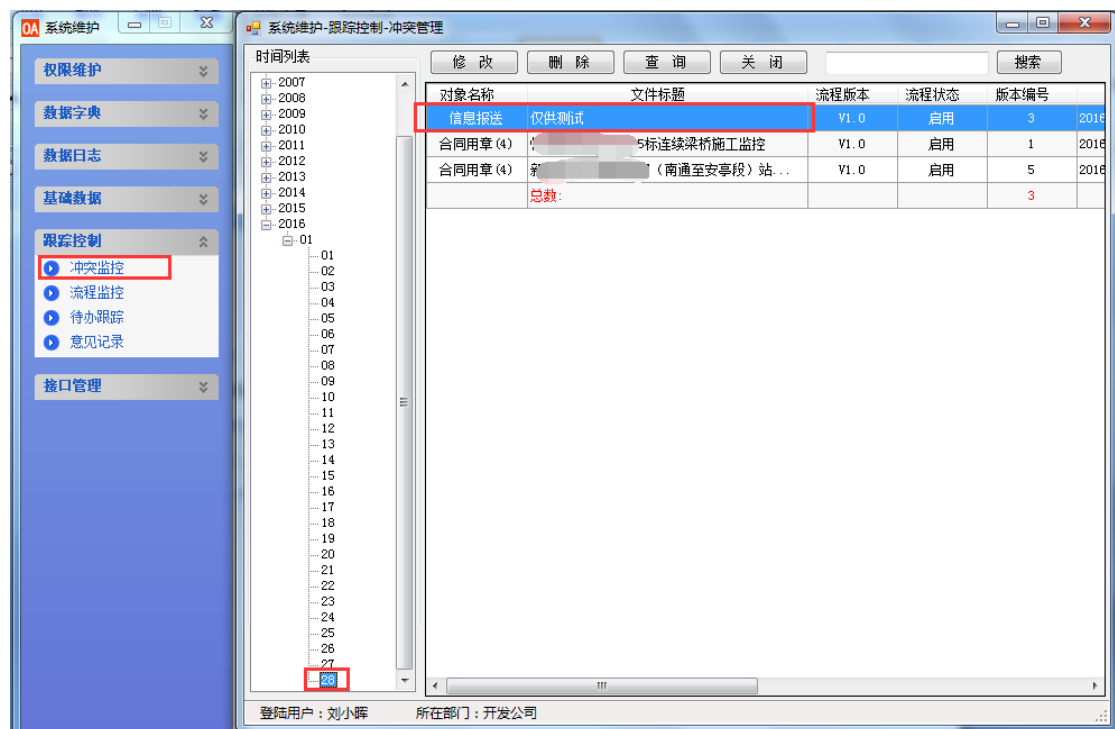 OA 系统维护
权限维护
数据字典
数据日志
基础数据
跟踪控制
冲突监控
流程监控
待办跟踪
意见记录
接口管理
系统维护-跟踪控制-冲突管理
时间列表
2007
2008
2009
2010
2011
2012
2013
2014
2015
2016
01
01
02
03
04
05
06
07
08
09
10
11
12
13
14
15
16
17
18
19
20
21
22
23
24
25
26
27
28
修 改 删 除 查 询 关 闭 搜索
对象名称 文件标题 流程版本 流程状态 版本编号
信息报送 仅供测试 V1.0 启用 3 2016
合同用章(4) 5标连续梁桥施工监控 V1.0 启用 1 2016
合同用章(4) 新 (南通至安亭段) 站... V1.0 启用 5 2016
总数: 3
登陆用户：刘小晖 所在部门：开发公司